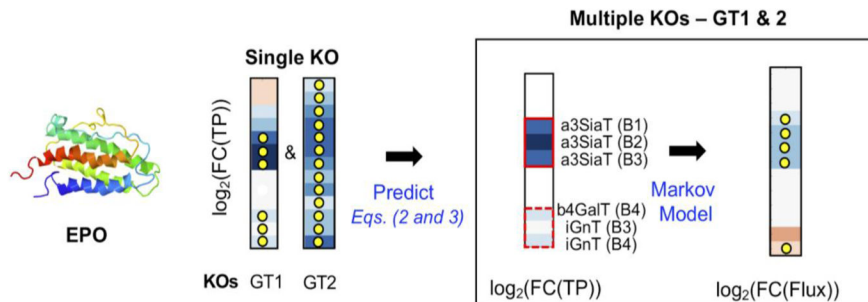 Multiple KOs – GT1 & 2
Single KO
log₂(FC(TP))
&
EPO
KOs GT1 GT2
Predict
Eqs. (2 and 3)
a3SiaT (B1)
a3SiaT (B2)
a3SiaT (B3)
b4GalT (B4)
iGnT (B3)
iGnT (B4)
log₂(FC(TP))
Markov
Model
log₂(FC(Flux))